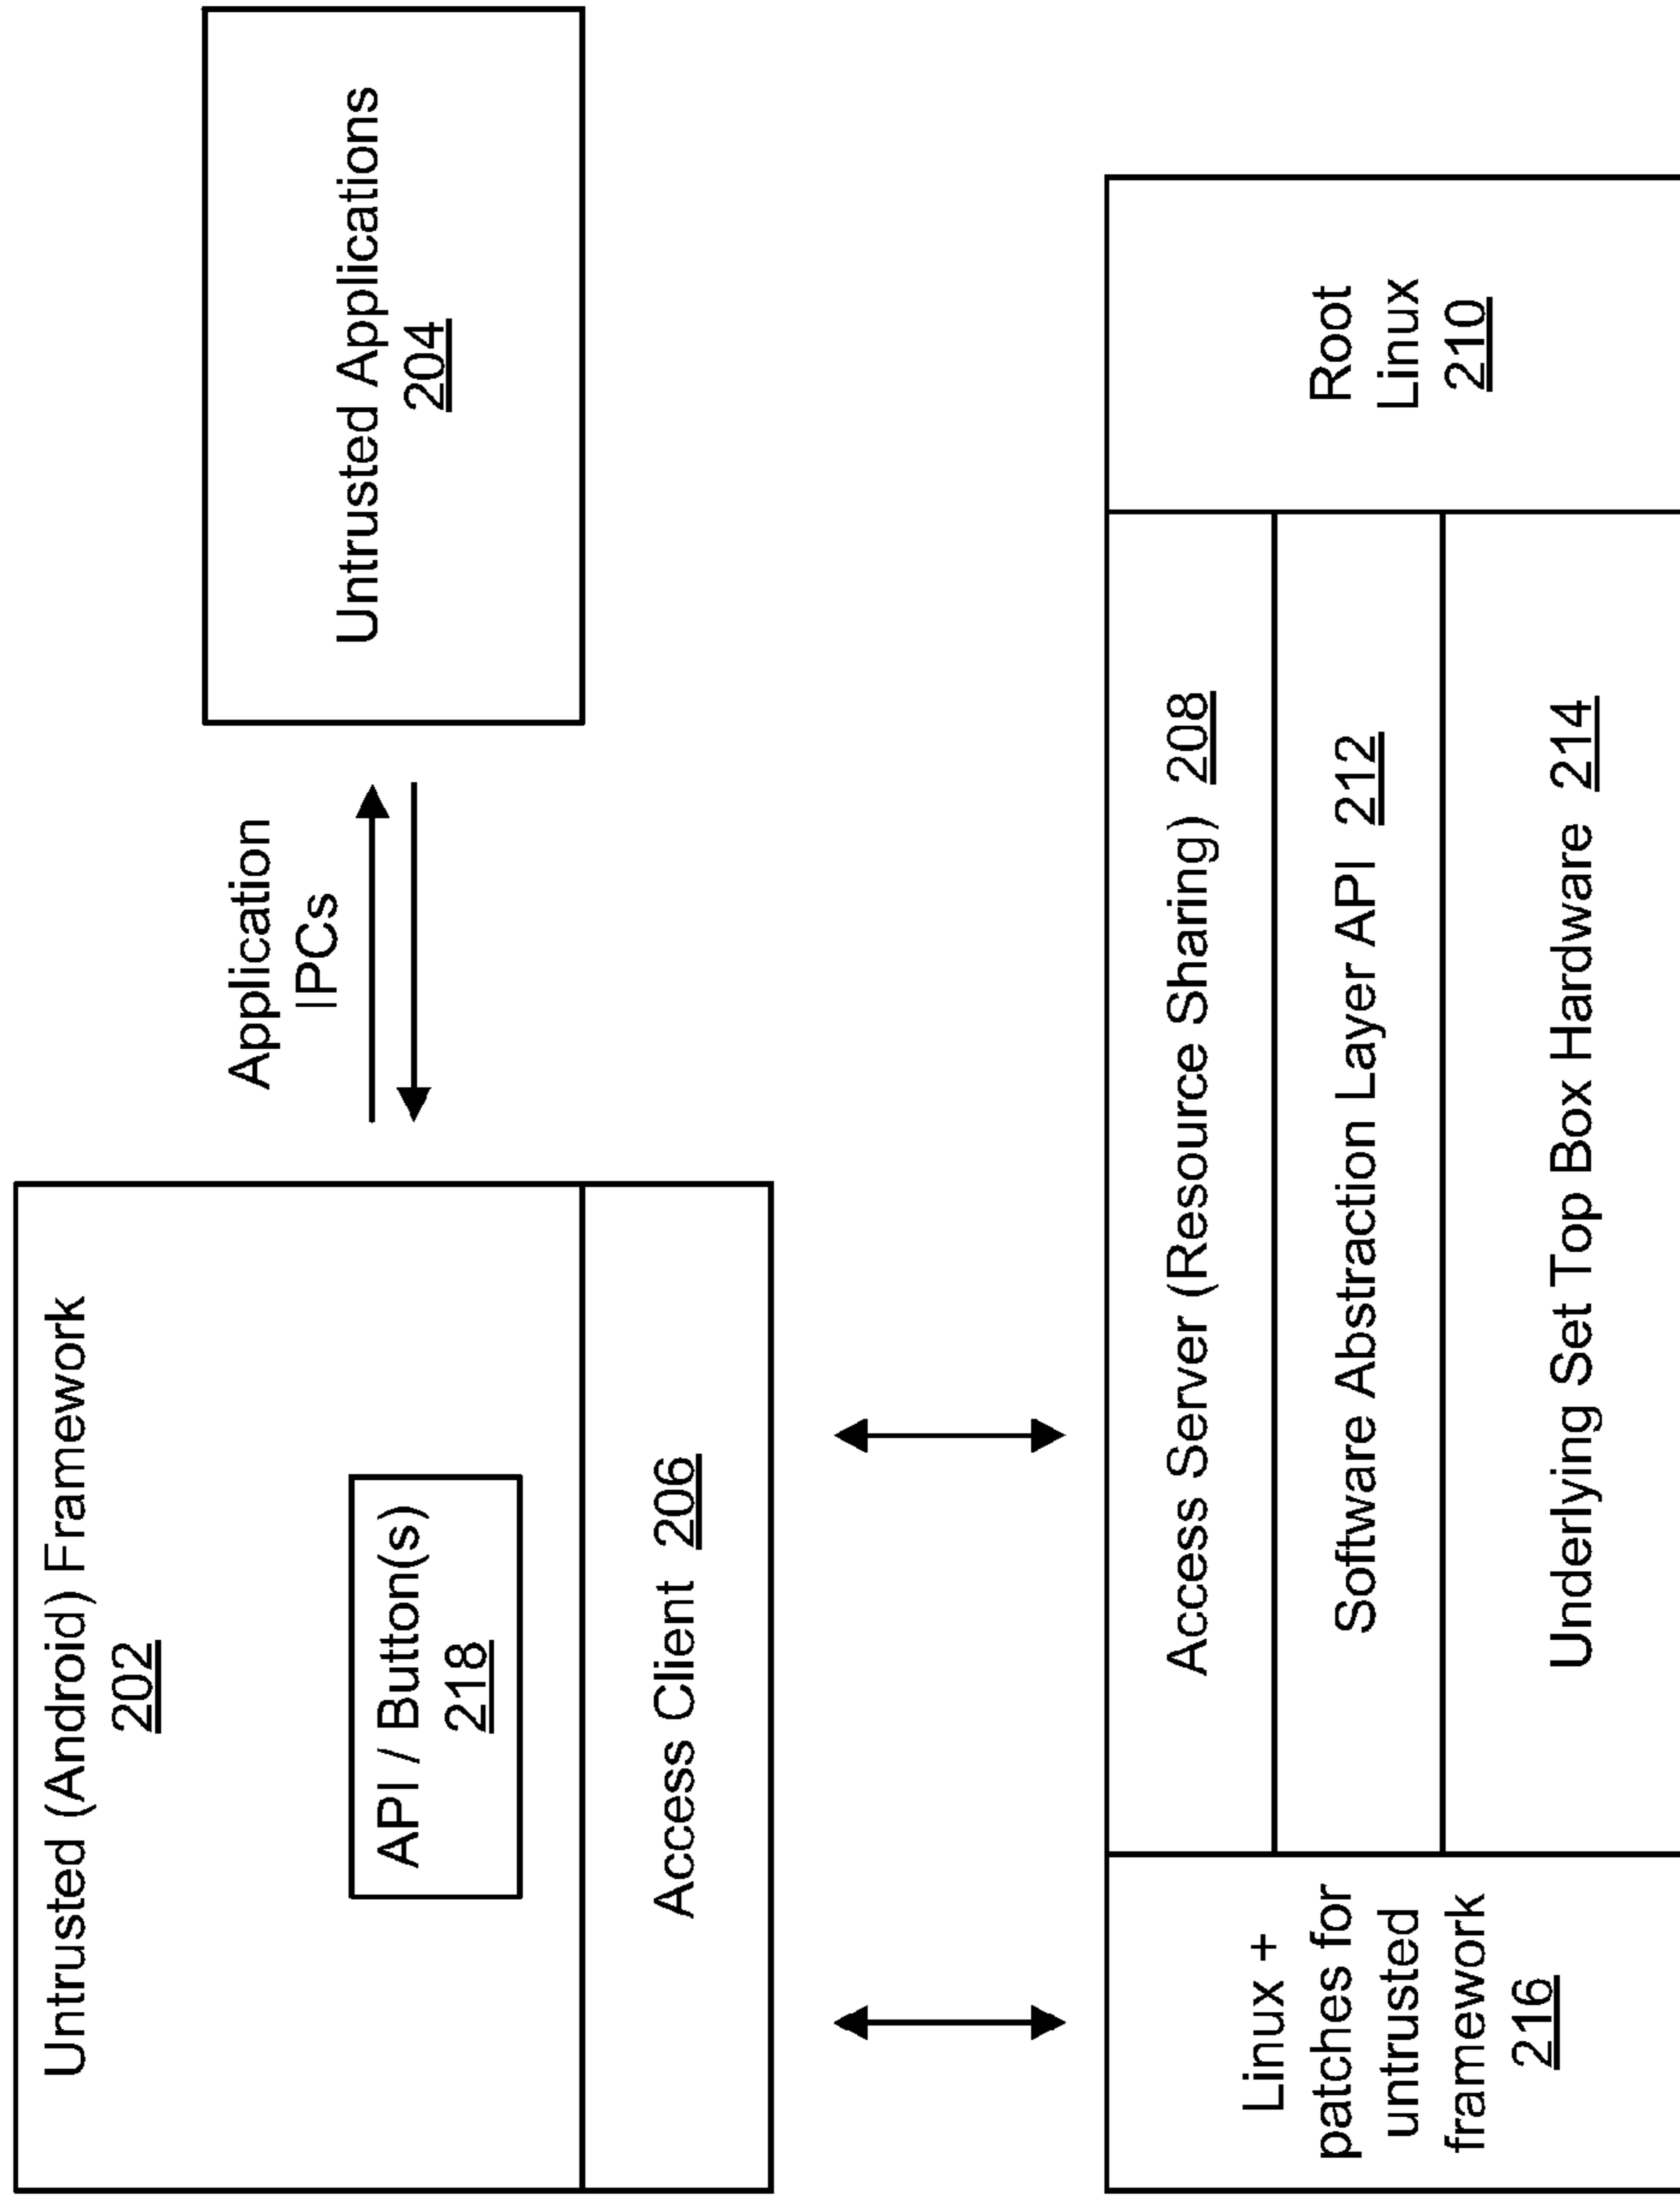 Untrusted (Android) Framework
202
API / Button(s)
218
Access Client 206
Application
IPCs
Untrusted Applications
204
Linux +
patches for
untrusted
framework
216
Access Server (Resource Sharing) 208
Software Abstraction Layer API 212
Underlying Set Top Box Hardware 214
Root
Linux
210